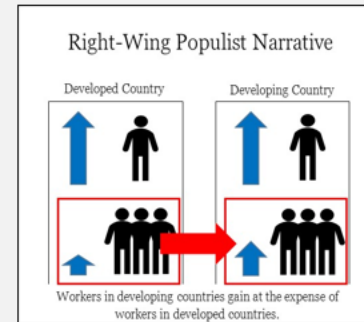 Right-Wing Populist Narrative
Developed Country
Developing Country
Workers in developing countries gain at the expense of
workers in developed countries.